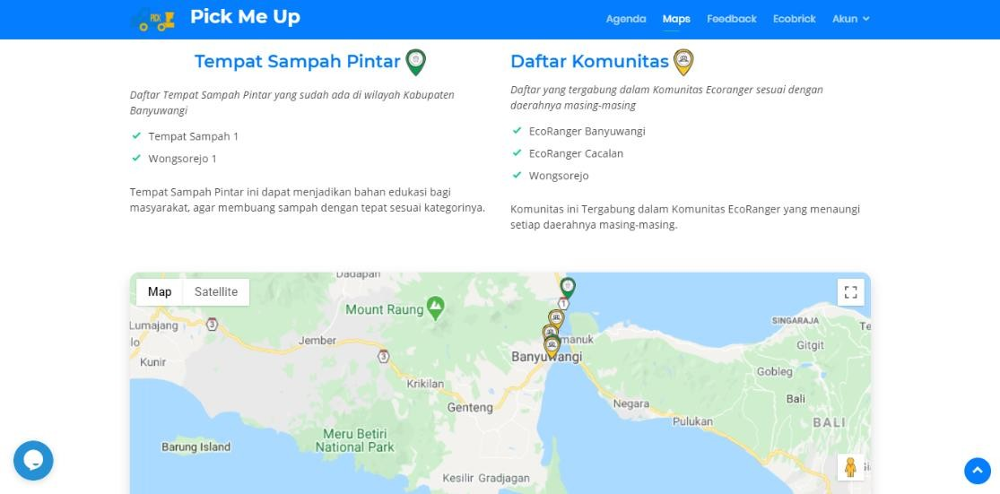 PICK
Pick Me Up
Agenda
Maps
Feedback
Ecobrick
Akun
Tempat Sampah Pintar
Daftar Tempat Sampah Pintar yang sudah ada di wilayah Kabupaten
Banyuwangi
Tempat Sampah 1
Wongsorejo 1
Tempat Sampah Pintar ini dapat menjadikan bahan edukasi bagi
masyarakat, agar membuang sampah dengan tepat sesuai kategorinya.
Daftar Komunitas
Daftar yang tergabung dalam Komunitas Ecoranger sesuai dengan
daerahnya masing-masing
EcoRanger Banyuwangi
EcoRanger Cacalan
Wongsorejo
Komunitas ini Tergabung dalam Komunitas EcoRanger yang menaungi
setiap daerahnya masing-masing.
Map
Satellite
Dadapan
Mount Raung
1
Lumajang
3
SINGARAJA
Jember
manuk
Gitgit
3
Kunir
Banyuwangi
Gobleg
Krikilan
Bali
Genteng
Negara
Pulukan
BALI
Meru Betiri
National Park
Barung Island
Kesilir
Gradjagan